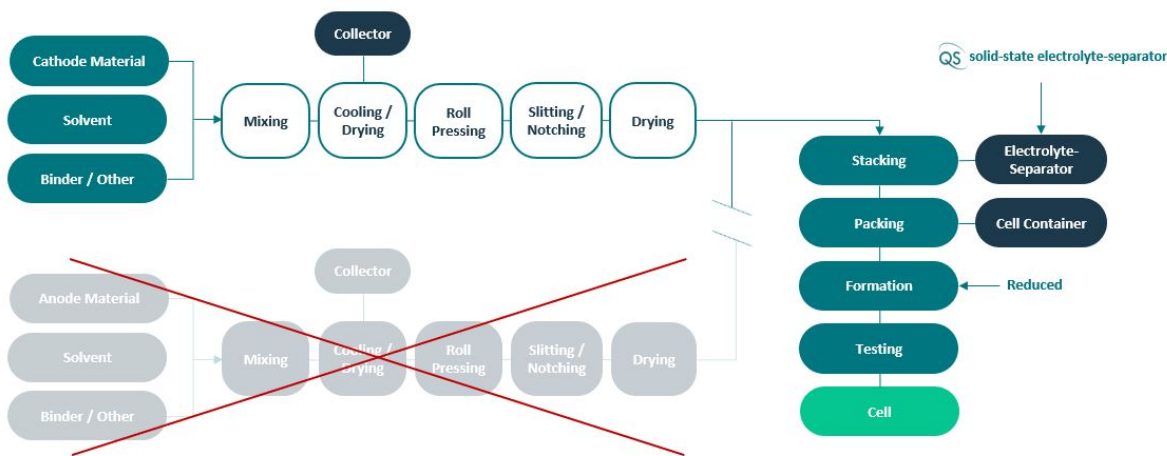 Collector
Cathode Material
Solvent
Binder / Other
Mixing
Cooling /
Drying
Roll
Pressing
Slitting /
Notching
Drying
QS solid-state electrolyte-separator
Stacking
Electrolyte-
Separator
Packing
Cell Container
Formation
Reduced
Testing
Cell
Collector
Anode Material
Solvent
Binder / Other
Mixing
Cooling /
Drying
Roll
Pressing
Slitting /
Notching
Drying